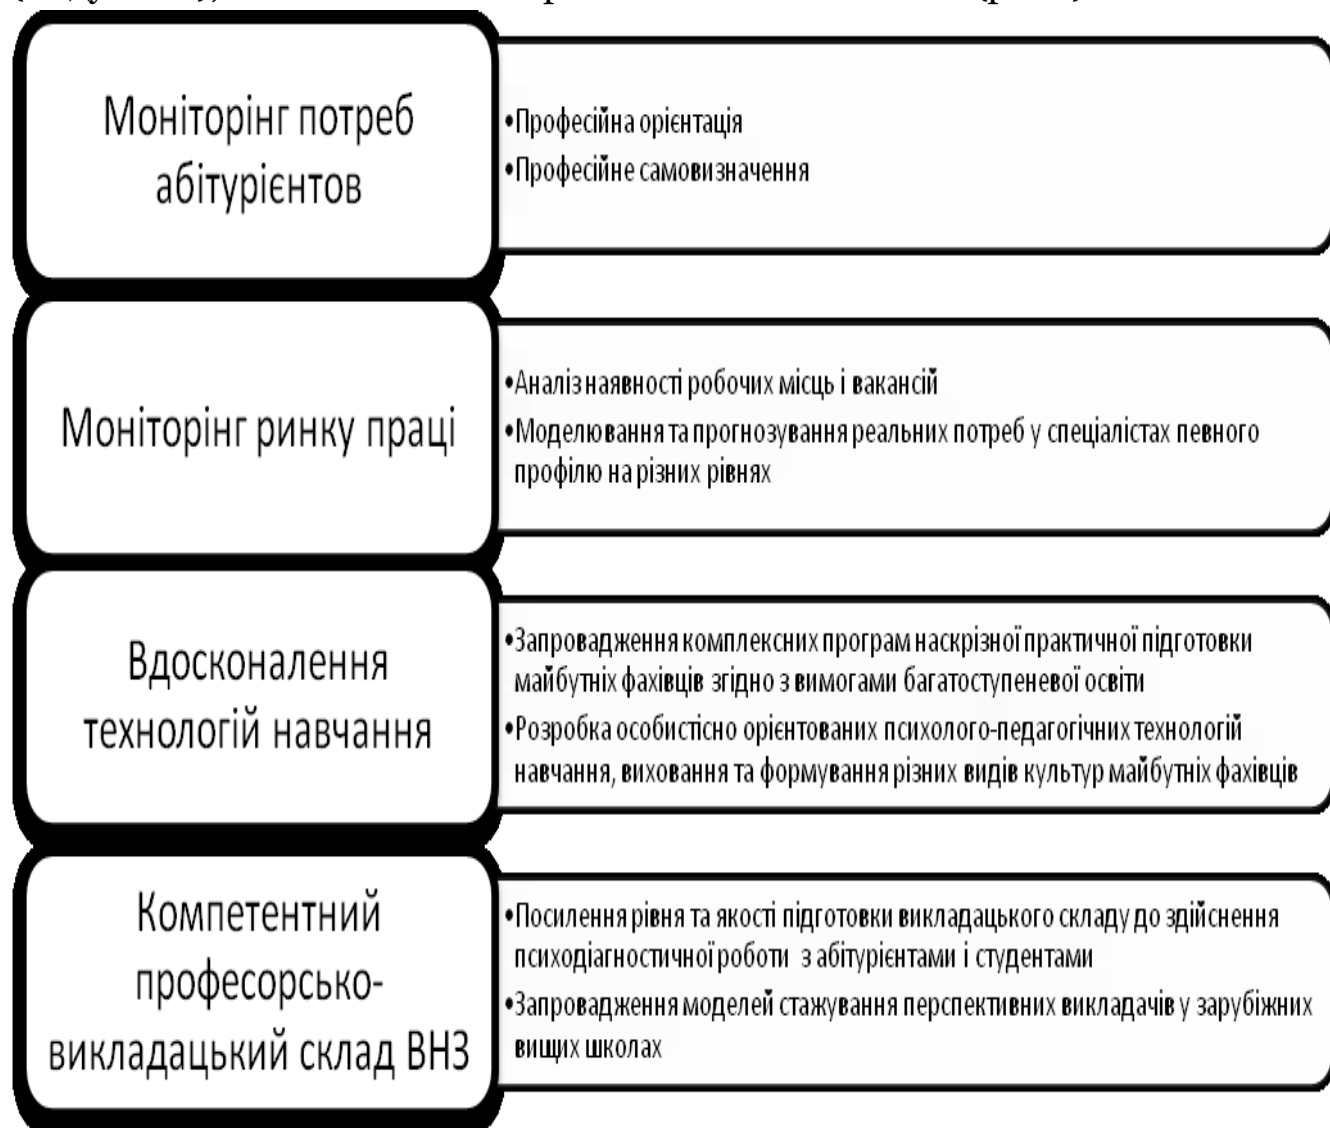 Моніторінг потреб
абітурієнтов
•Професійна орієнтація
•Професійне самовизначення
Моніторінг ринку праці
•Аналіз наявності робочих місць і вакансій
•Моделювання та прогнозування реальних потреб у спеціалістах певного
профілю на різних рівнях
Вдосконалення
технологій навчання
•Запровадження комплексних програм наскрізної практичної підготовки
майбутніх фахівців згідно з вимогами багатоступеневої освіти
•Розробка особистісно орієнтованих психолого-педагогічних технологій
навчання, виховання та формування різних видів культур майбутніх фахівців
Компетентний
професорсько-
викладацький склад ВНЗ
•Посилення рівня та якості підготовки викладацького складу до здійснення
психодіагностичної роботи з абітурієнтами і студентами
•Запровадження моделей стажування перспективних викладачів у зарубіжних
вищих школах